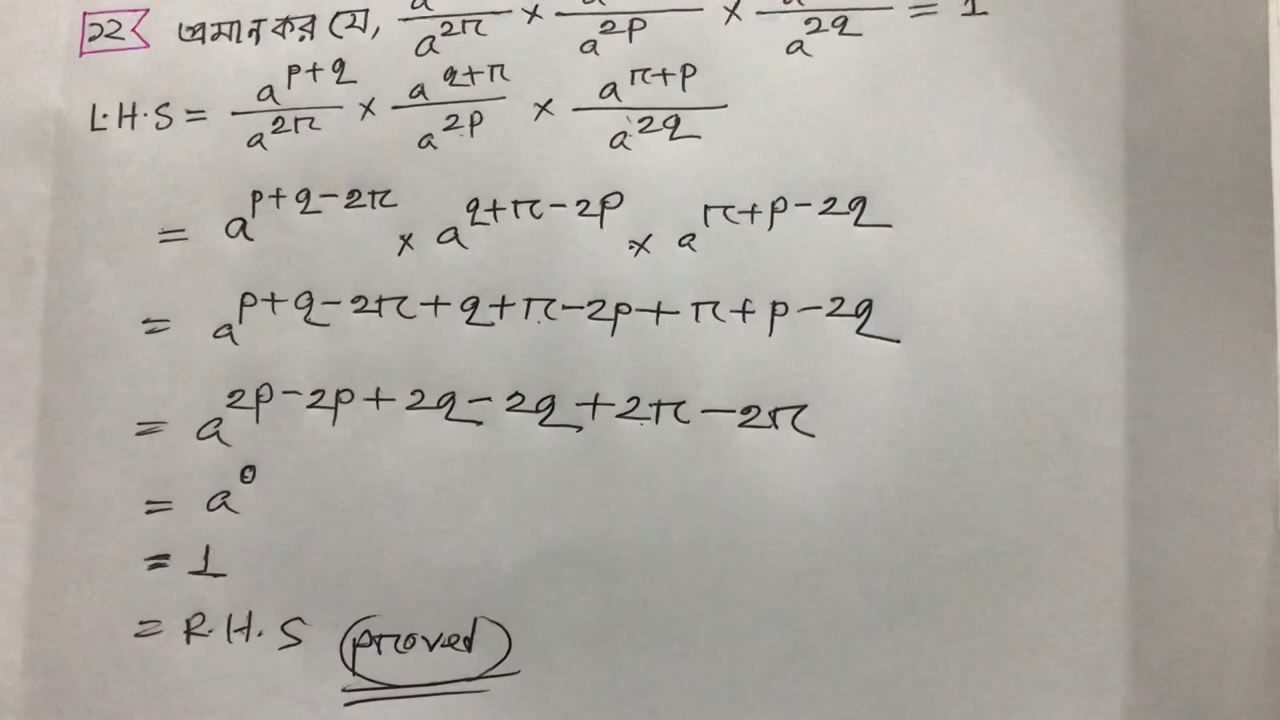 ১২ প্রমান কর যে, a/a^2r × a/a^2p × a/a^2q = 1
L.H.S = a^p+q/a^2r × a^q+r/a^2p × a^r+p/a^2q
= a^p+q-2r × a^q+r-2p × a^r+p-2q
= a^p+q-2r+q+r-2p+r+p-2q
= a^2p-2p+2q-2q+2r-2r
= a^0
= 1
= R.H.S (proved)